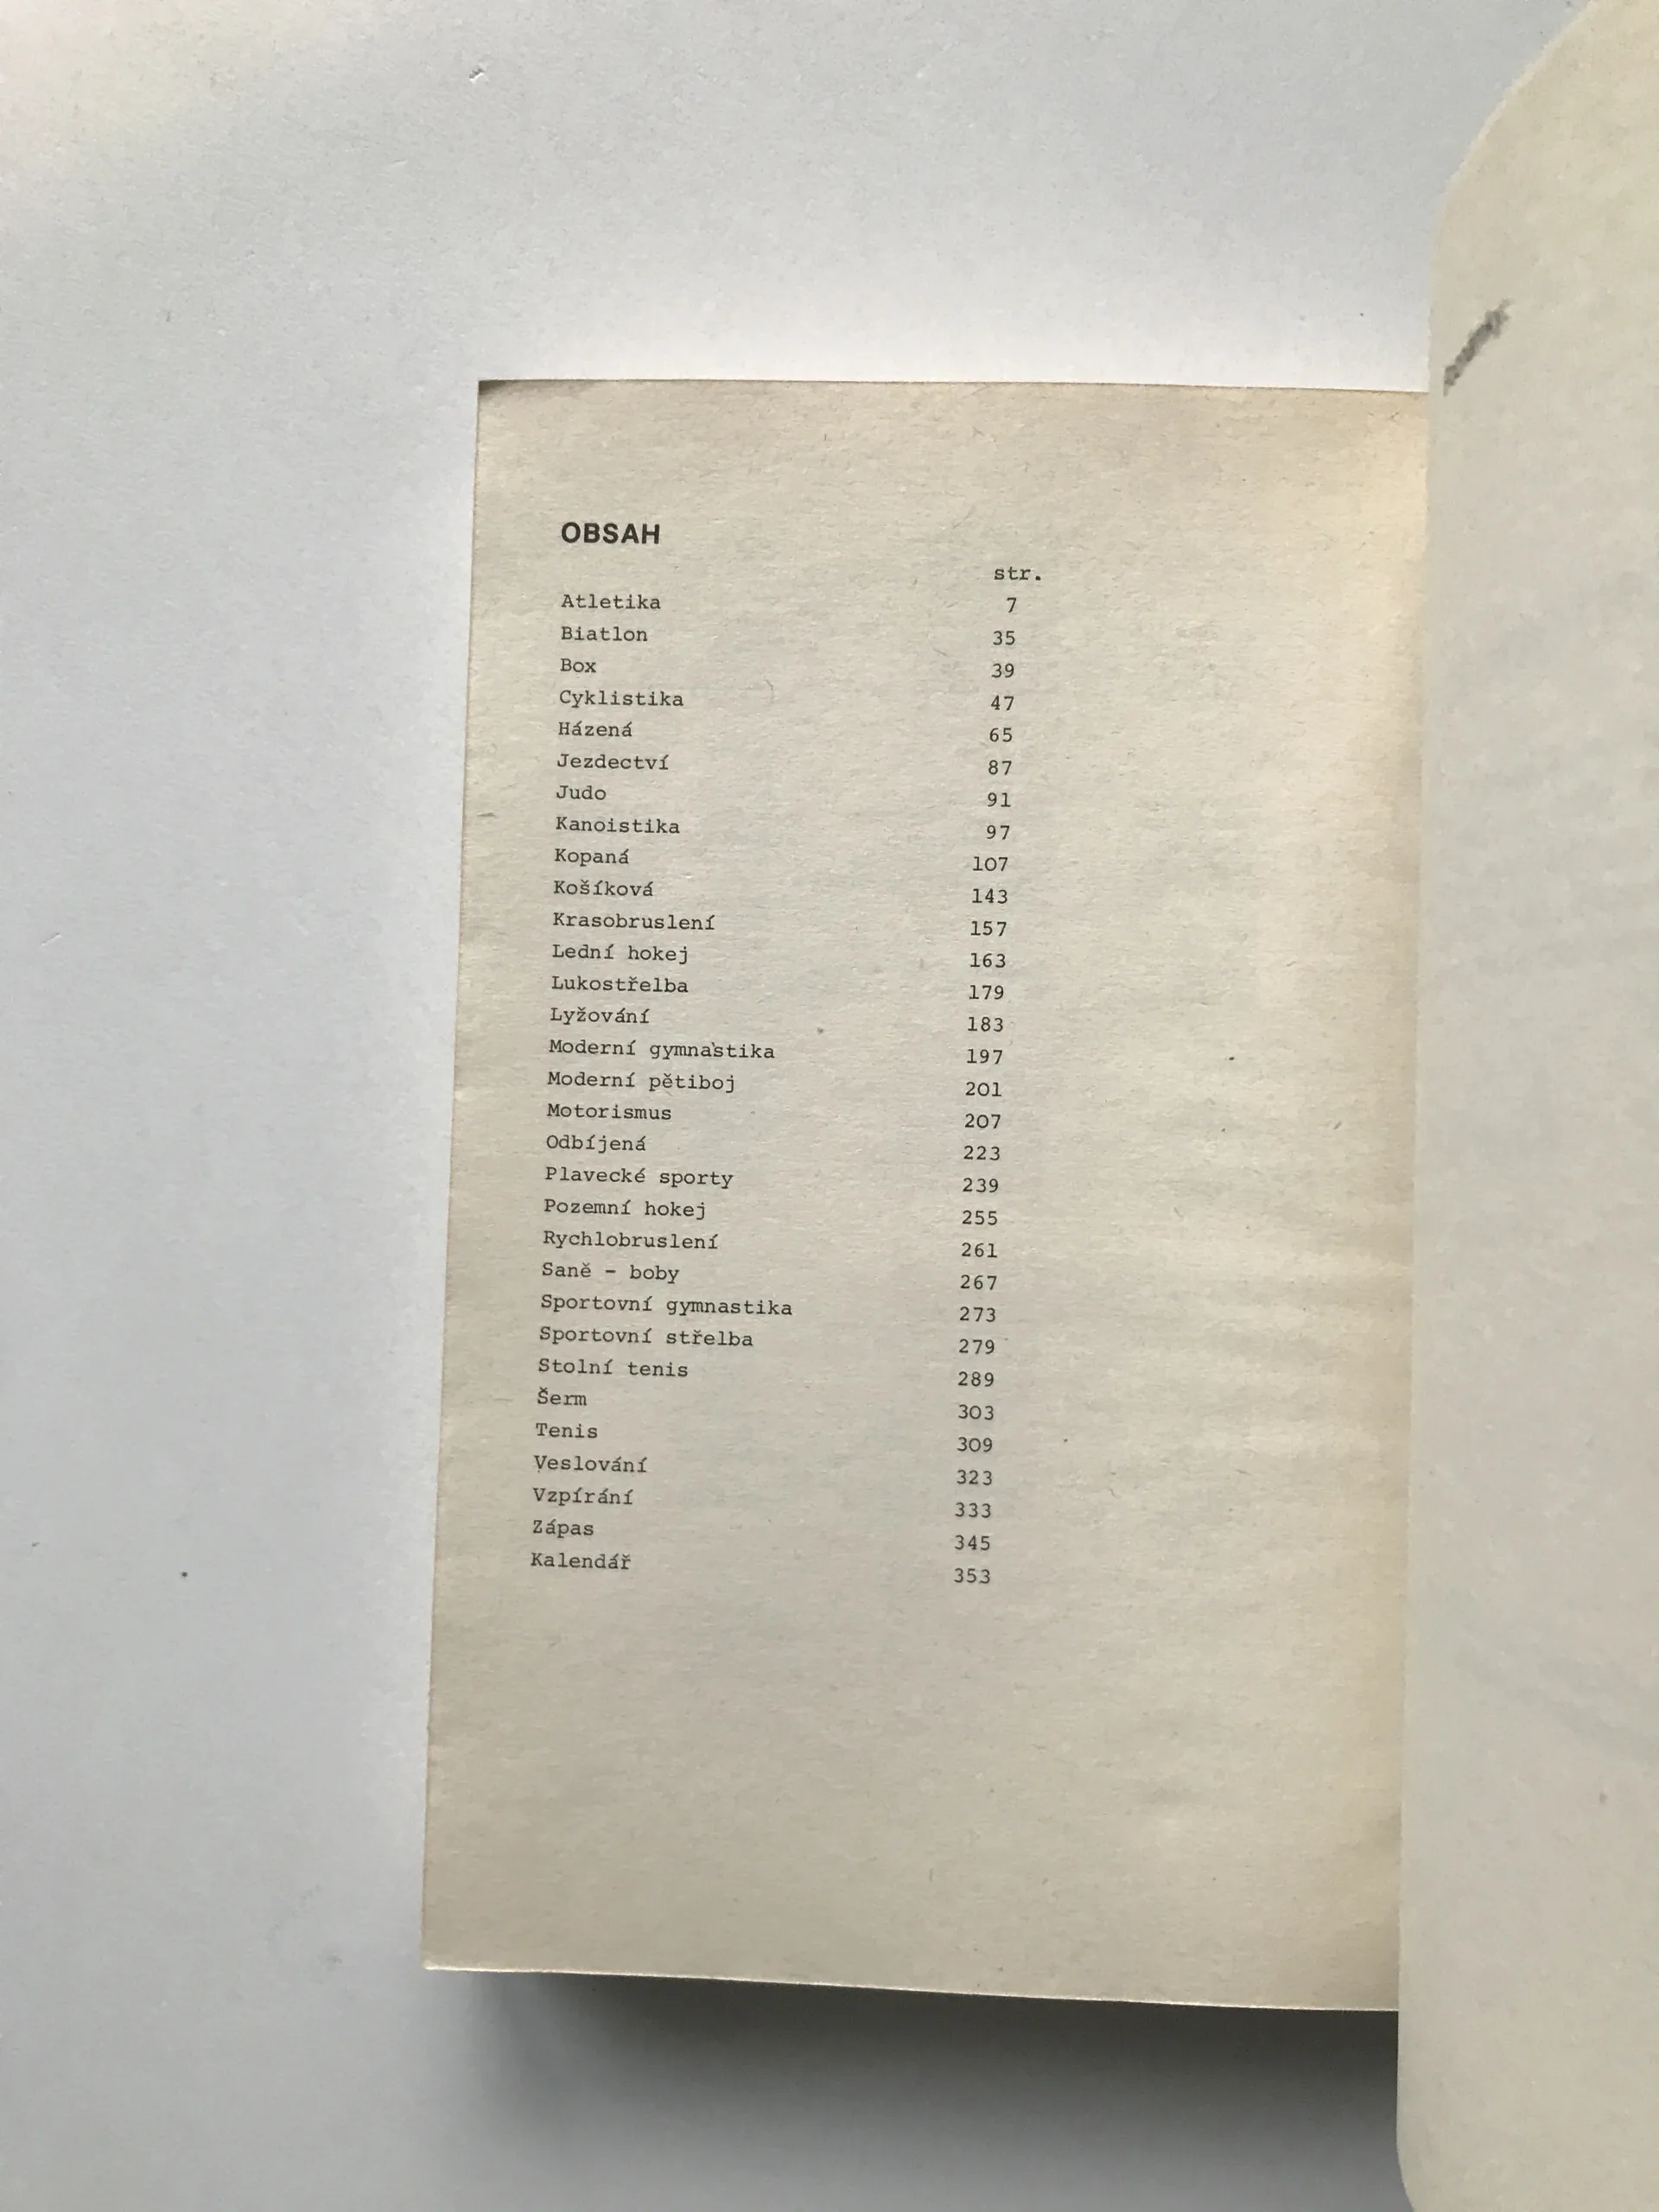 OBSAH
str.
Atletika 7
Biatlon 35
Box 39
Cyklistika 47
Házená 65
Jezdectví 87
Judo 91
Kanoistika 97
Kopaná 107
Košíková 143
Krasobruslení 157
Lední hokej 163
Lukostřelba 179
Lyžování 183
Moderní gymnastika 197
Moderní pětiboj 201
Motorismus 207
Odbíjená 223
Plavecké sporty 239
Pozemní hokej 255
Rychlobruslení 261
Saně - boby 267
Sportovní gymnastika 273
Sportovní střelba 279
Stolní tenis 289
Šerm 303
Tenis 309
Veslování 323
Vzpírání 333
Zápas 345
Kalendář 353